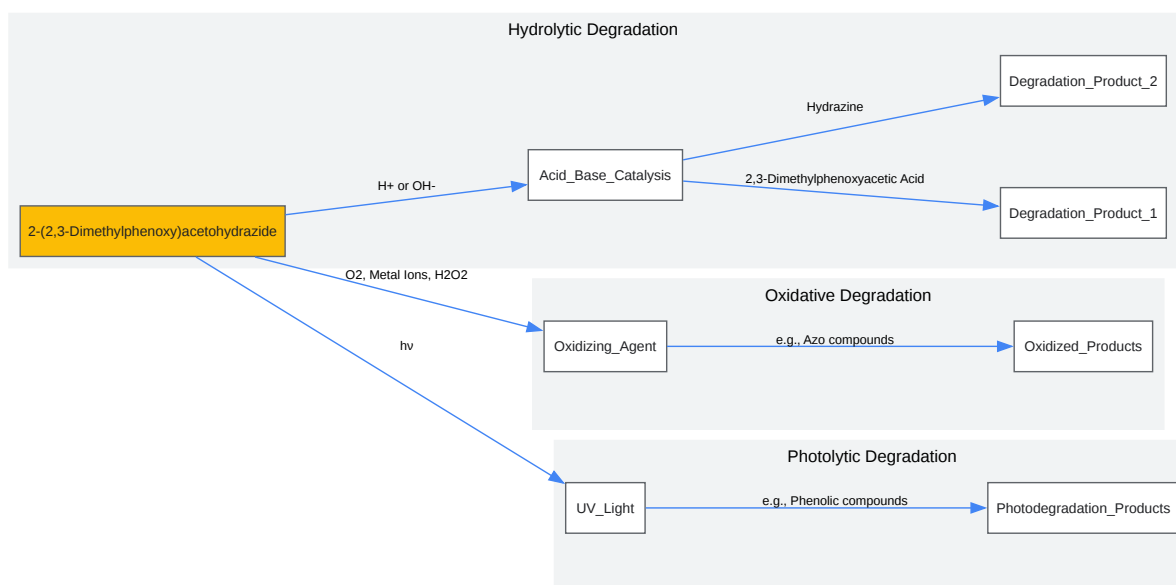 Hydrolytic Degradation
Degradation_Product_2
Hydrazine
Acid_Base_Catalysis
2,3-Dimethylphenoxyacetic Acid
H+ or OH-
Degradation_Product_1
2-(2,3-Dimethylphenoxy)acetohydrazide
O2, Metal Ions, H2O2
Oxidative Degradation
hν
Oxidizing_Agent
e.g., Azo compounds
Oxidized_Products
Photolytic Degradation
UV_Light
e.g., Phenolic compounds
Photodegradation_Products